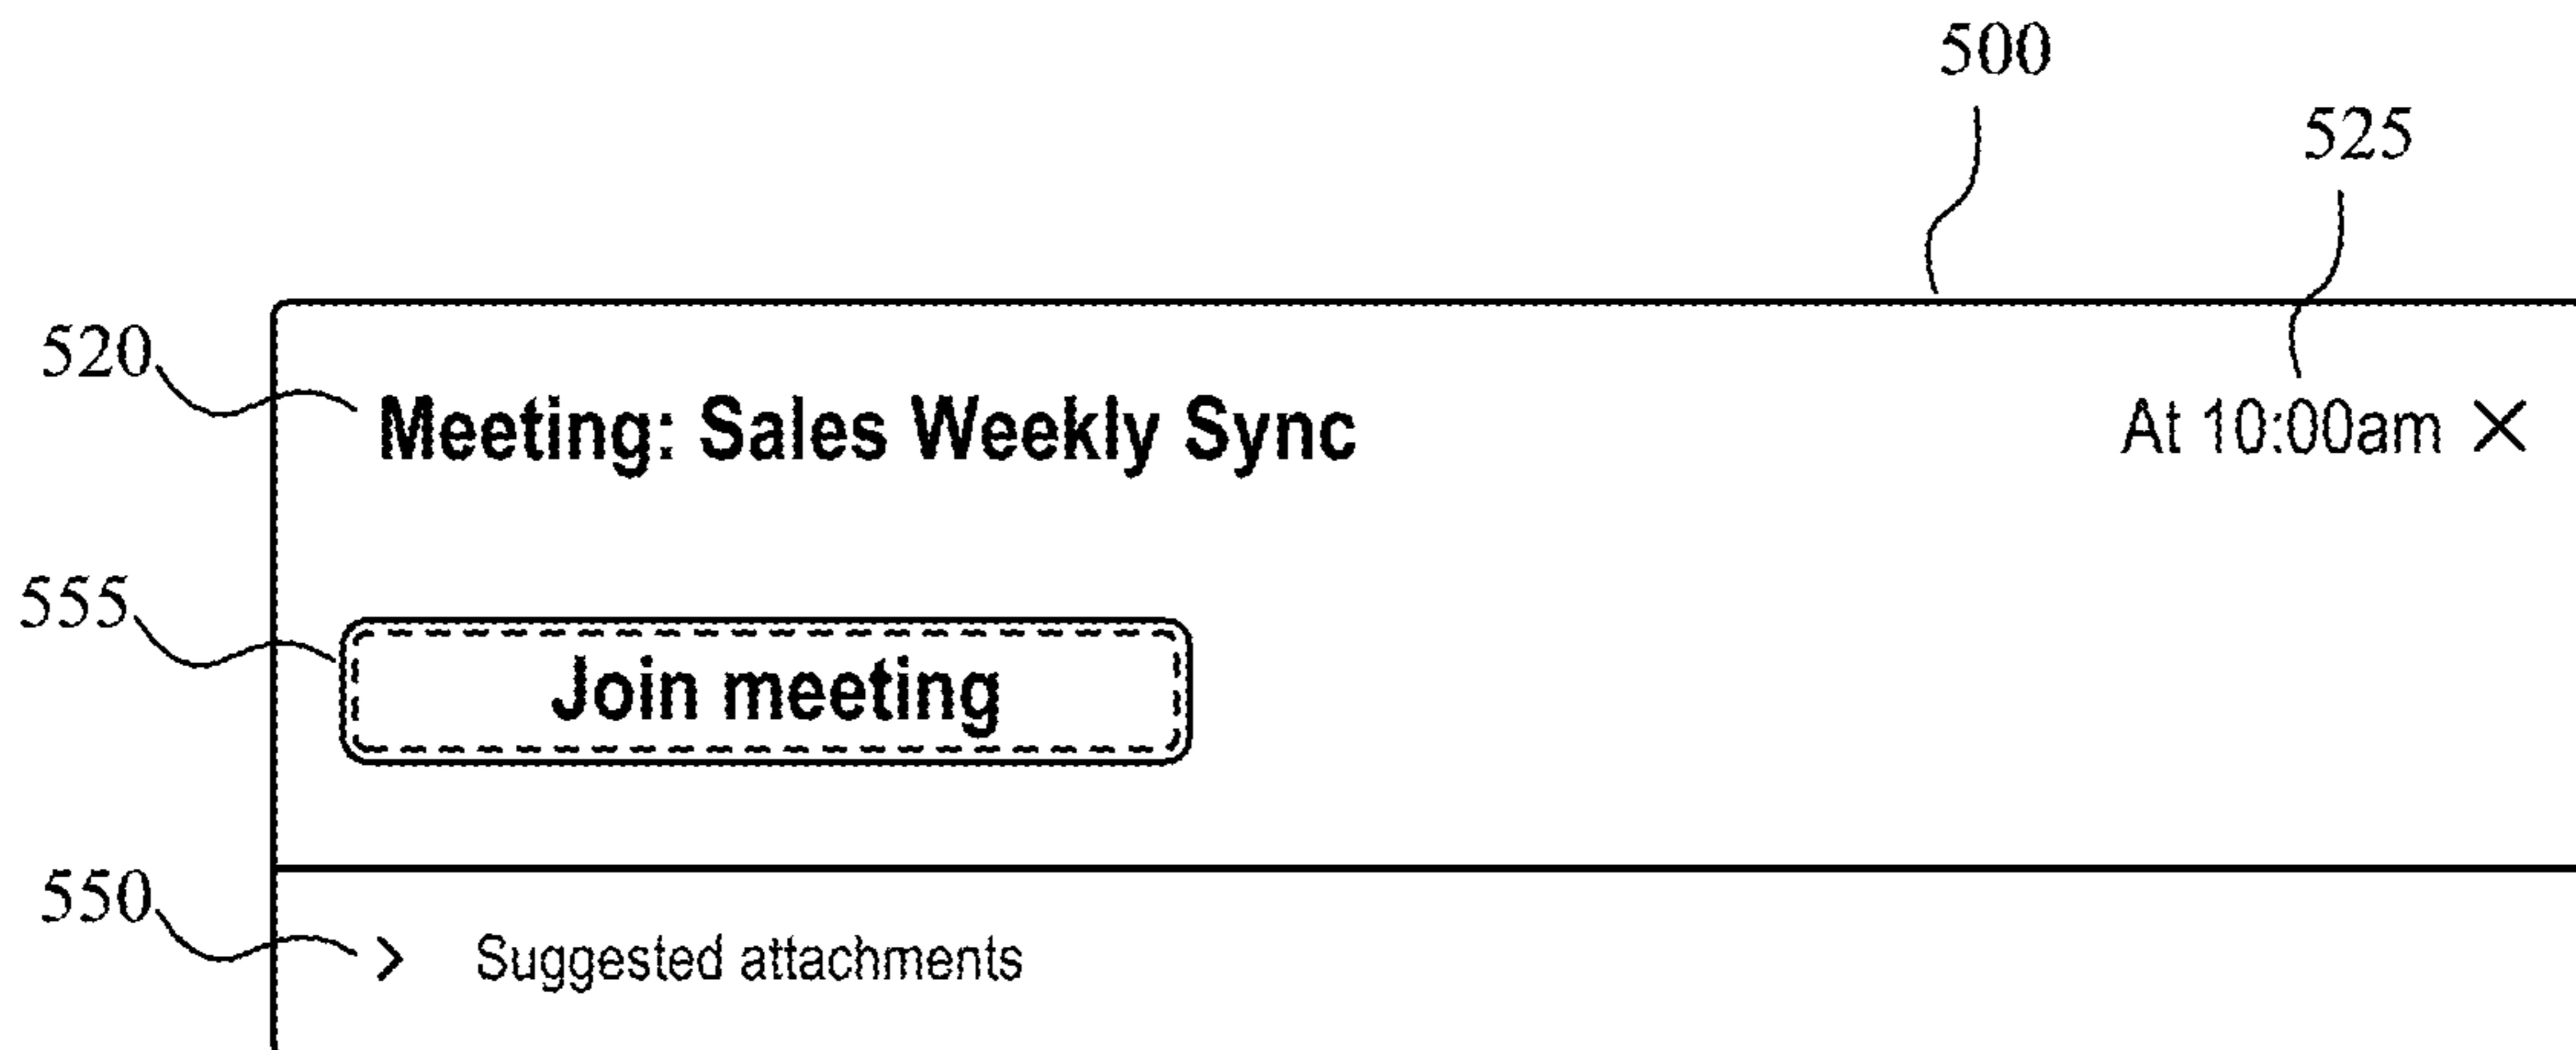 500
525
520
Meeting: Sales Weekly Sync
At 10:00am ×
555
Join meeting
550
> Suggested attachments